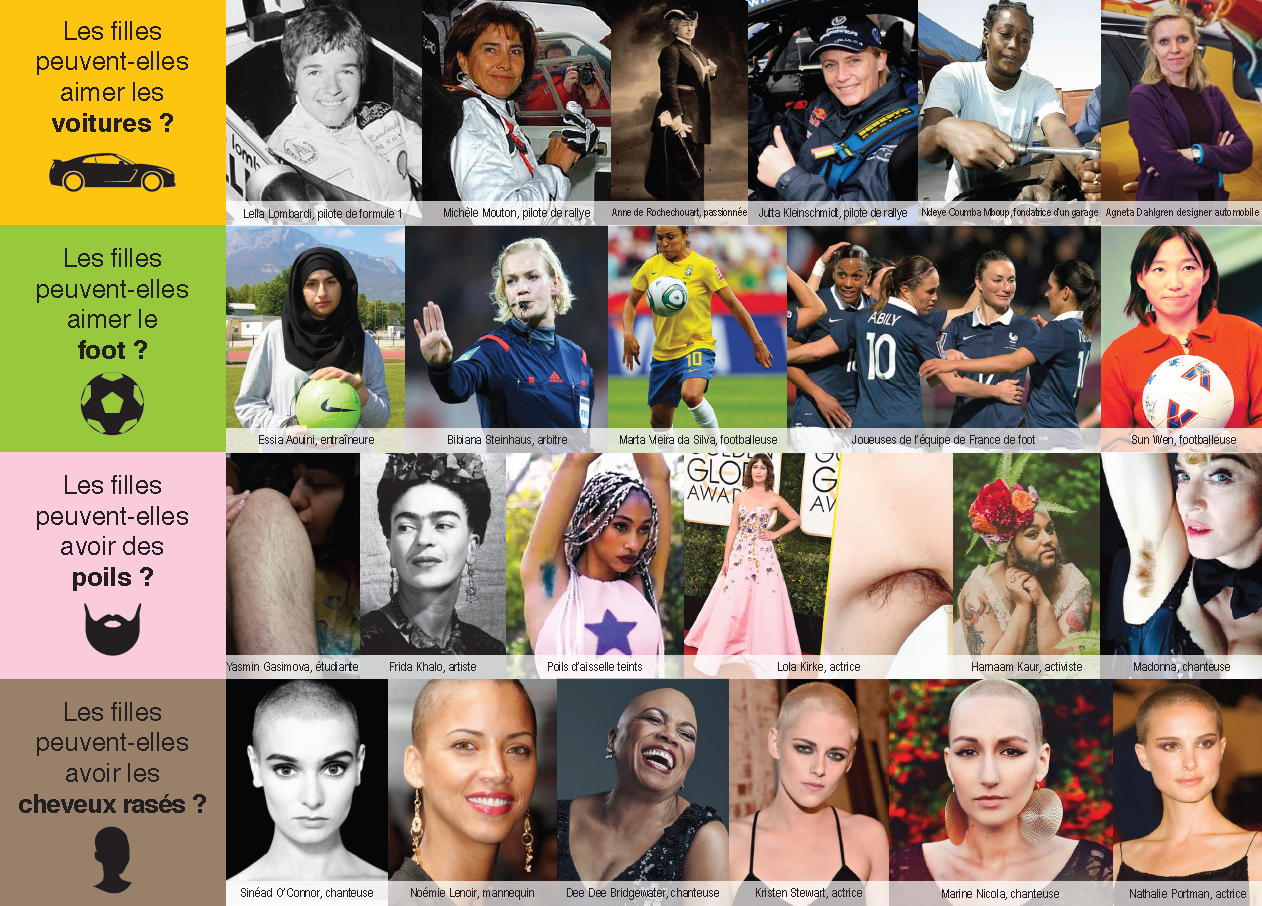 Les filles
peuvent-elles
aimer les
voitures ?
Lella Lombardi, pilote de formule 1
Michèle Mouton, pilote de rallye
Anne de Rochechouart, passionnée
Jutta Kleinschmidt, pilote de rallye
Ndeye Coumba Mboup, fondatrice d'un garage
Agneta Dahlgren designer automobile
Les filles
peuvent-elles
aimer le
foot ?
ABILY
10
10
Essia Aouini, entraîneure
Bibiana Steinhaus, arbitre
Marta Vieira da Silva, footballeuse
Joueuses de l'équipe de France de foot
Sun Wen, footballeuse
Les filles
peuvent-elles
avoir des
poils ?
GOLDEN
GLO
AWAR
Yasmin Gasimova, étudiante
Frida Khalo, artiste
Poils d'aisselle teints
Lola Kirke, actrice
Harnaam Kaur, activiste
Madonna, chanteuse
Les filles
peuvent-elles
avoir les
cheveux rasés ?
Sinéad O'Connor, chanteuse
Noémie Lenoir, mannequin
Dee Dee Bridgewater, chanteuse
Kristen Stewart, actrice
Marine Nicola, chanteuse
Nathalie Portman, actrice